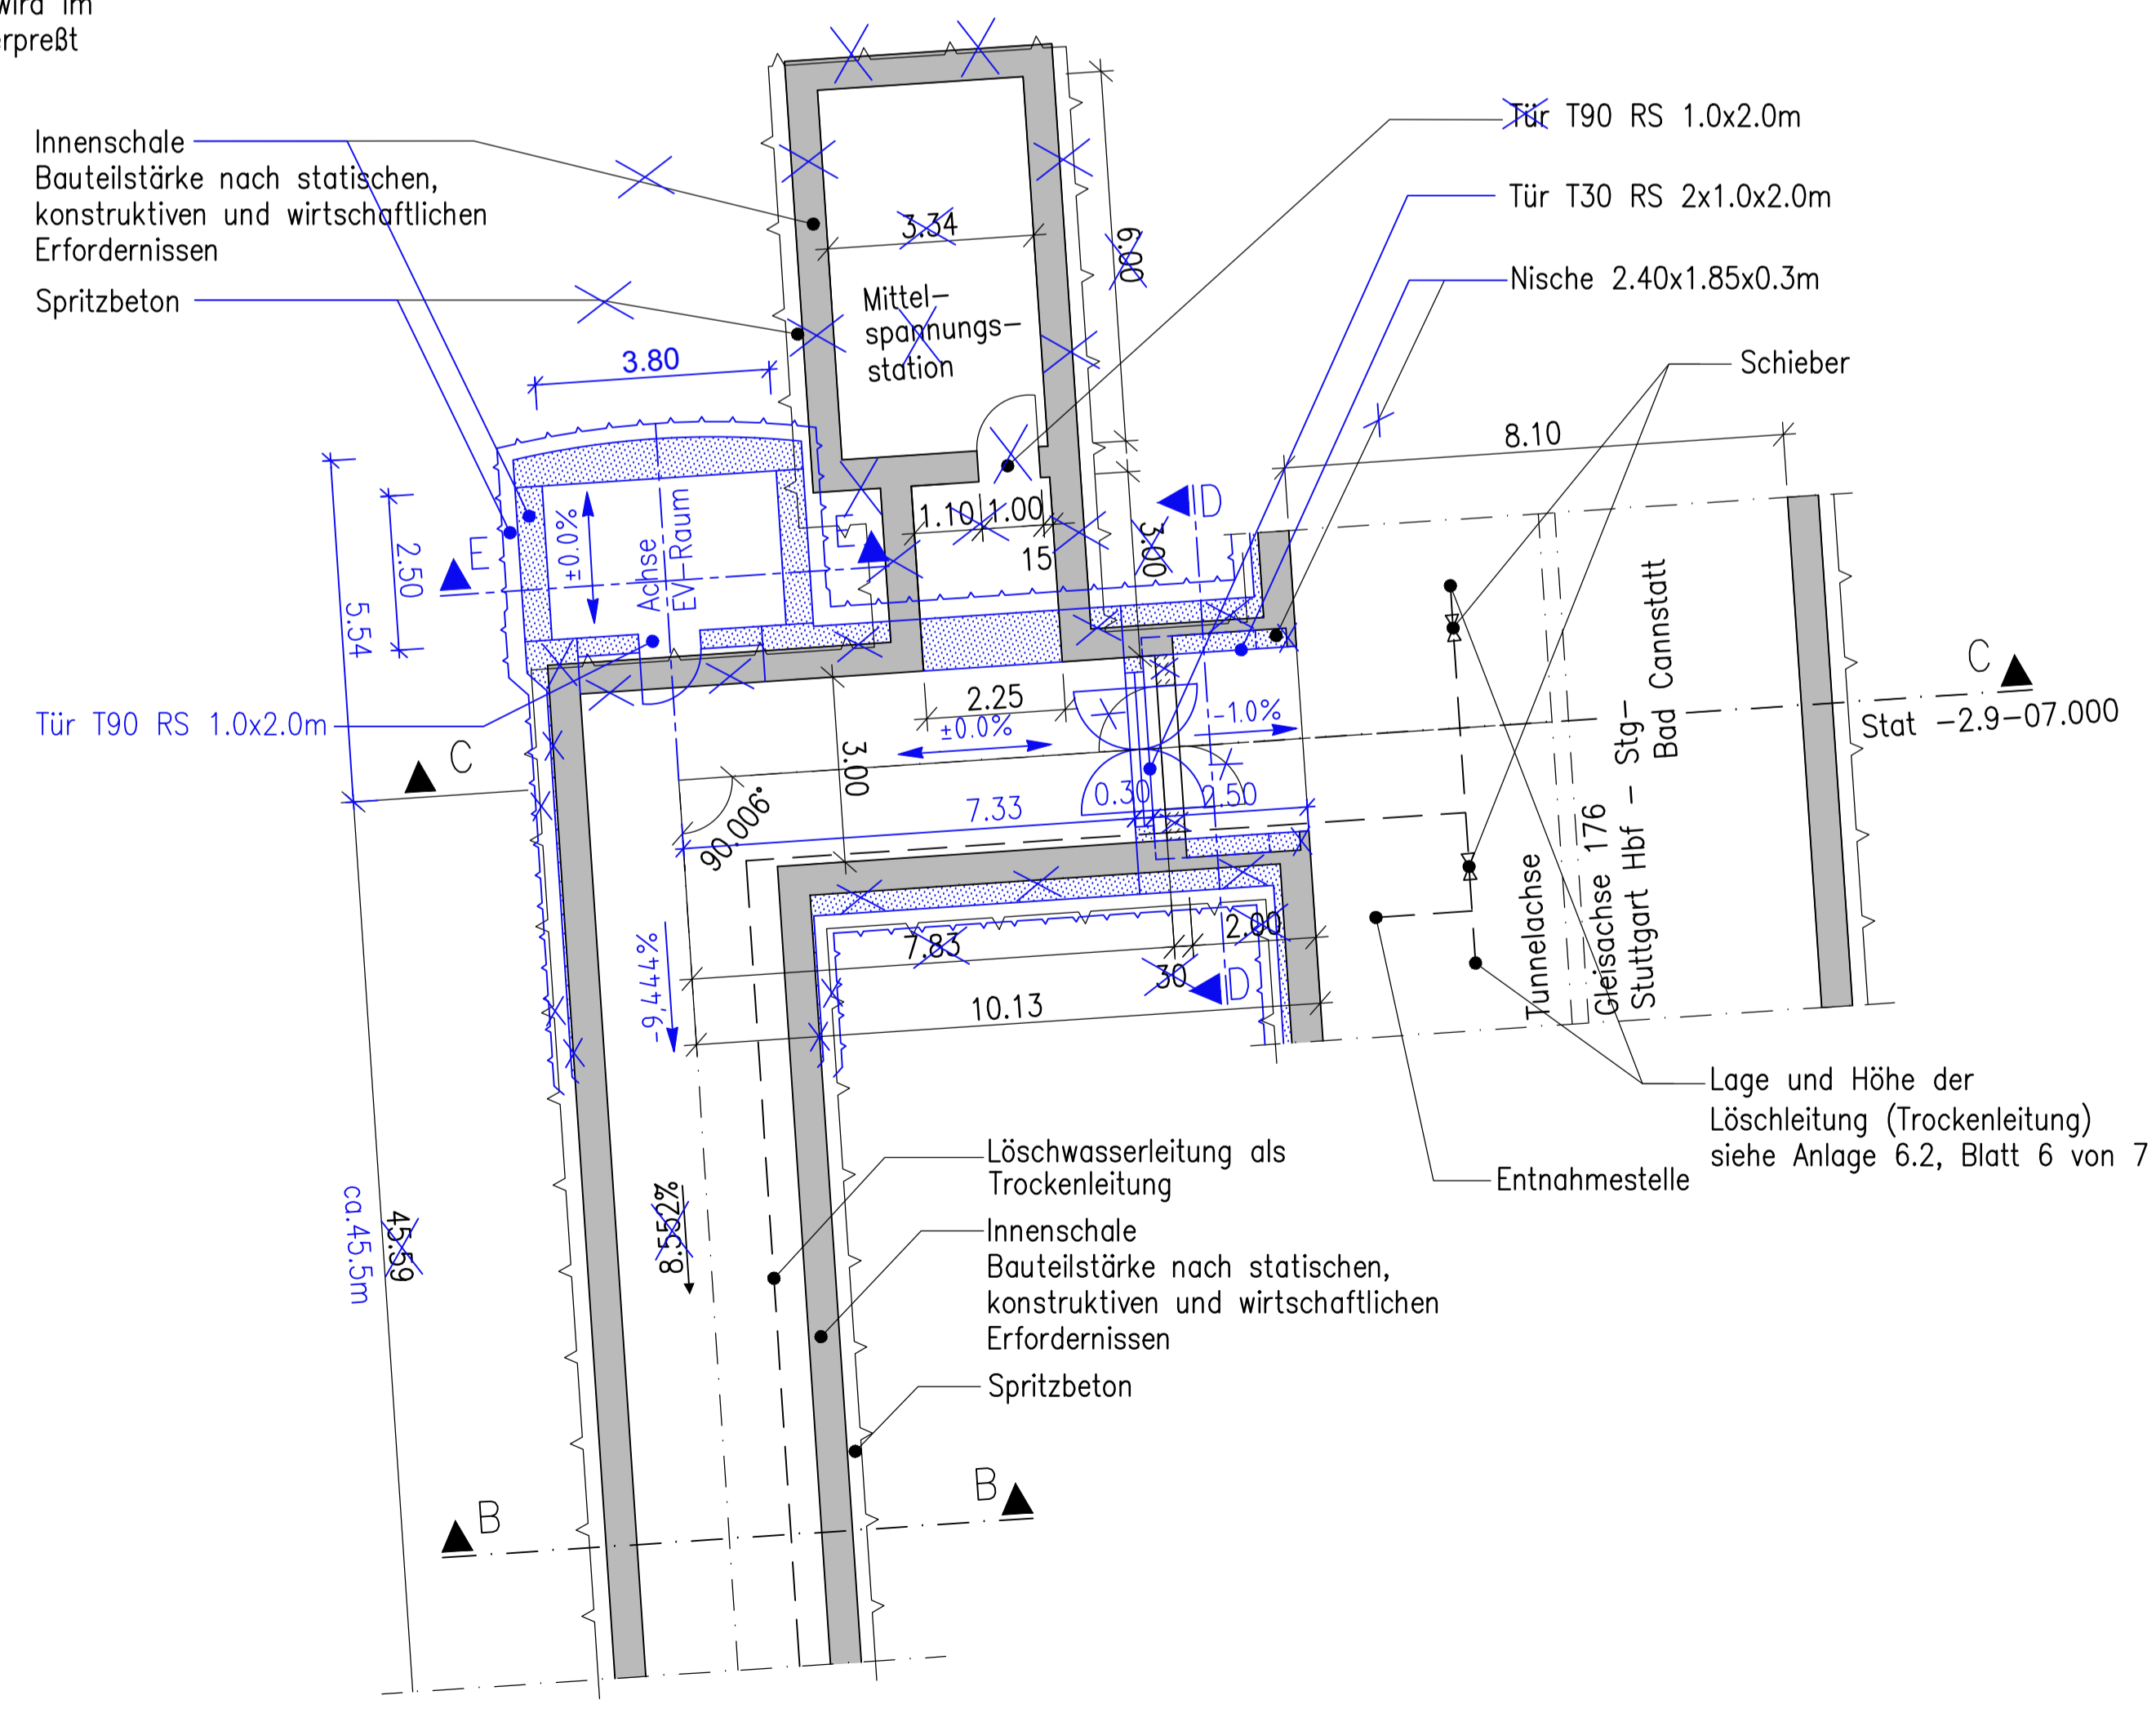 wird im
erpreßt
Innenschale
Bauteilstärke nach statischen,
konstruktiven und wirtschaftlichen
Erfordernissen
Spritzbeton
Tür T90 RS 1.0x2.0m
Tür T30 RS 2x1.0x2.0m
Nische 2.40x1.85x0.3m
Schieber
3.34
6.00
Mittel-
spannungs-
station
3.80
8.10
1.10
1.00
15
3.00
D
E
E
±0.0%
Achse
EV-Raum
2.50
5.54
Tür T90 RS 1.0x2.0m
C
C
Stat -2.9-07.000
2.25
±0.0%
-1.0%
3.00
90.006°
7.33
0.30
2.50
7.83
2.00
30
D
10.13
-9,444%
Tunnelachse
Gleisachse 176
Stuttgart Hbf - Stg-
Bad Cannstatt
Lage und Höhe der
Löschleitung (Trockenleitung)
siehe Anlage 6.2, Blatt 6 von 7
Entnahmestelle
Löschwasserleitung als
Trockenleitung
Innenschale
Bauteilstärke nach statischen,
konstruktiven und wirtschaftlichen
Erfordernissen
Spritzbeton
8.552%
ca.45.5m
45.59
B
B